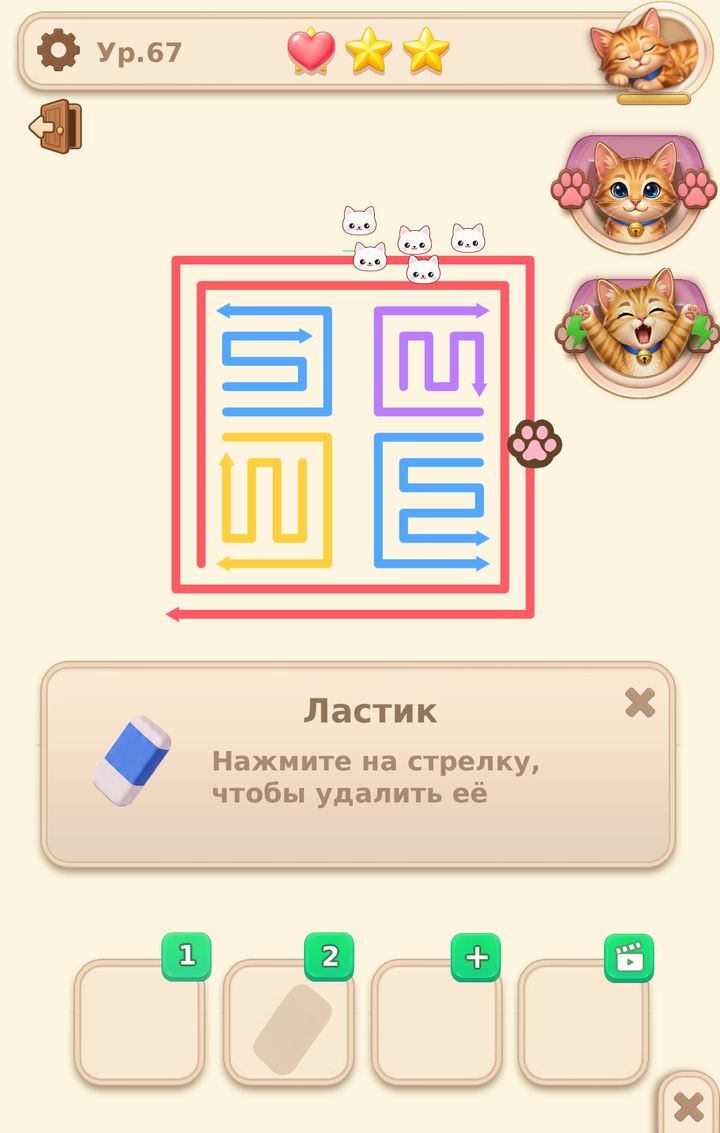 Ур.67
Ластик
Нажмите на стрелку,
чтобы удалить её
1
2
+